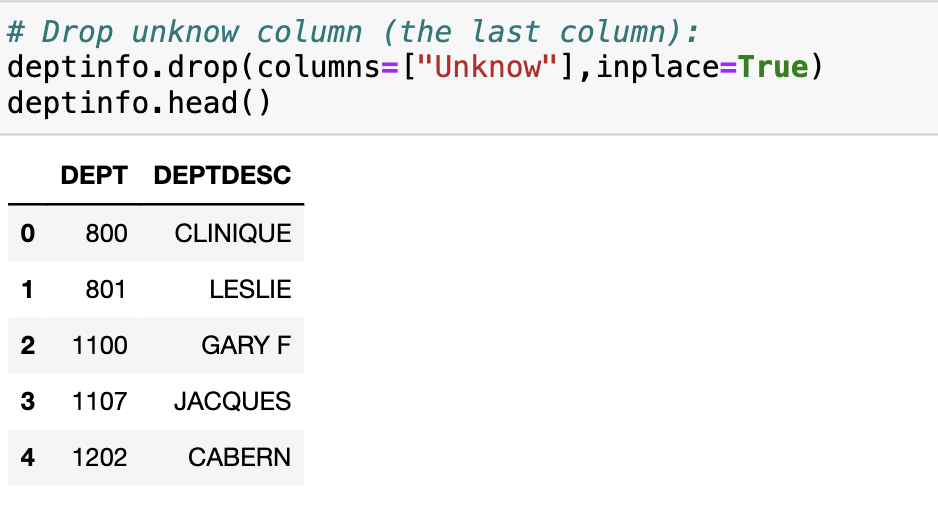 # Drop unknow column (the last column):
deptinfo.drop(columns=["Unknow"],inplace=True)
deptinfo.head()
DEPT DEPTDESC
0 800 CLINIQUE
1 801 LESLIE
2 1100 GARY F
3 1107 JACQUES
4 1202 CABERN